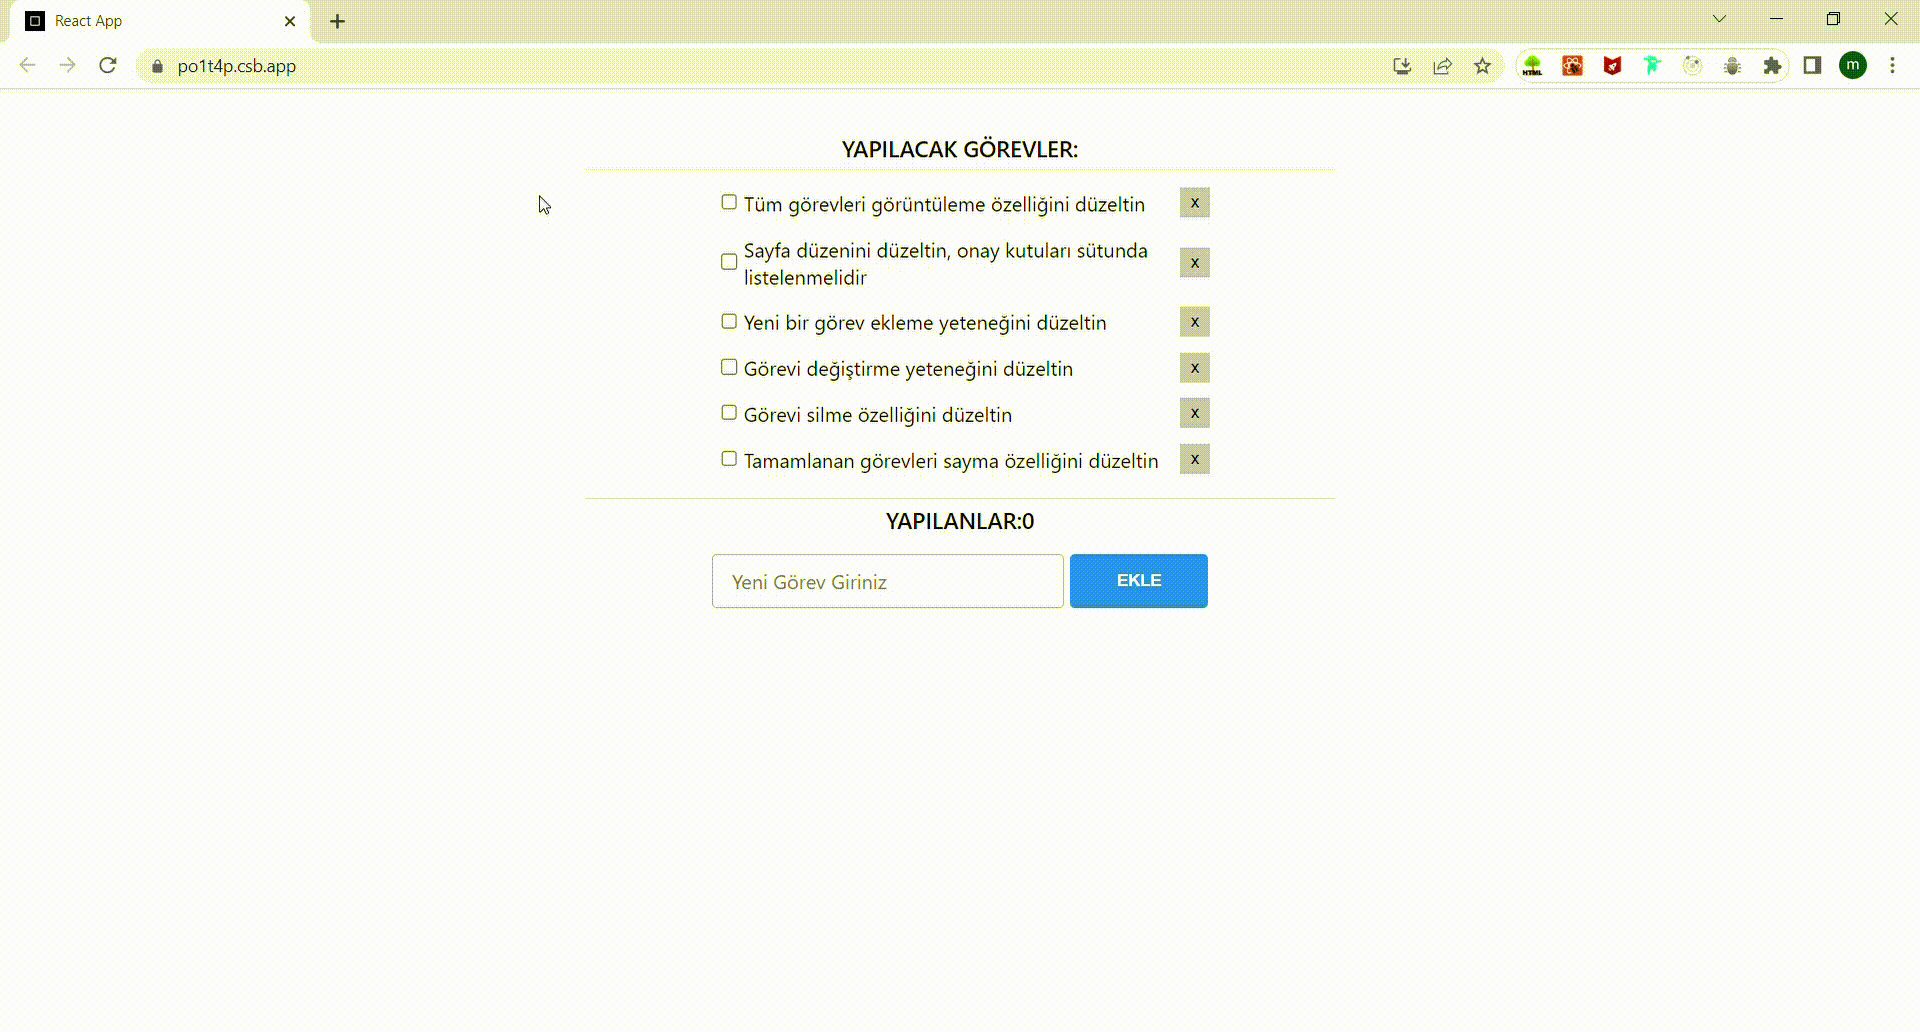 React App
po1t4p.csb.app
HTML
m
YAPILACAK GÖREVLER:
Tüm görevleri görüntüleme özelliğini düzeltin x
Sayfa düzenini düzeltin, onay kutuları sütunda
listelenmelidir x
Yeni bir görev ekleme yeteneğini düzeltin x
Görevi değiştirme yeteneğini düzeltin x
Görevi silme özelliğini düzeltin x
Tamamlanan görevleri sayma özelliğini düzeltin x
YAPILANLAR:0
Yeni Görev Giriniz EKLE